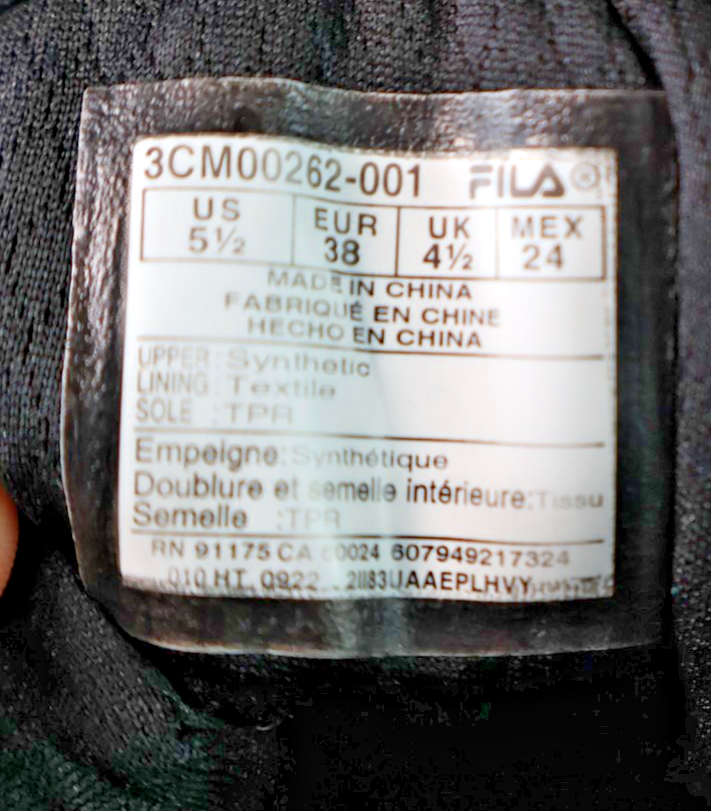 3CM00262-001 FILA ®
US EUR UK MEX
5½ 38 4½ 24
MADE IN CHINA
FABRIQUÉ EN CHINE
HECHO EN CHINA
UPPER : Synthetic
LINING : Textile
SOLE : TPR
Empeigne: Synthétique
Doublure et semelle intérieure: Tissu
Semelle : TPR
RN 91175 CA 0024 607949217324
010 HT 0922